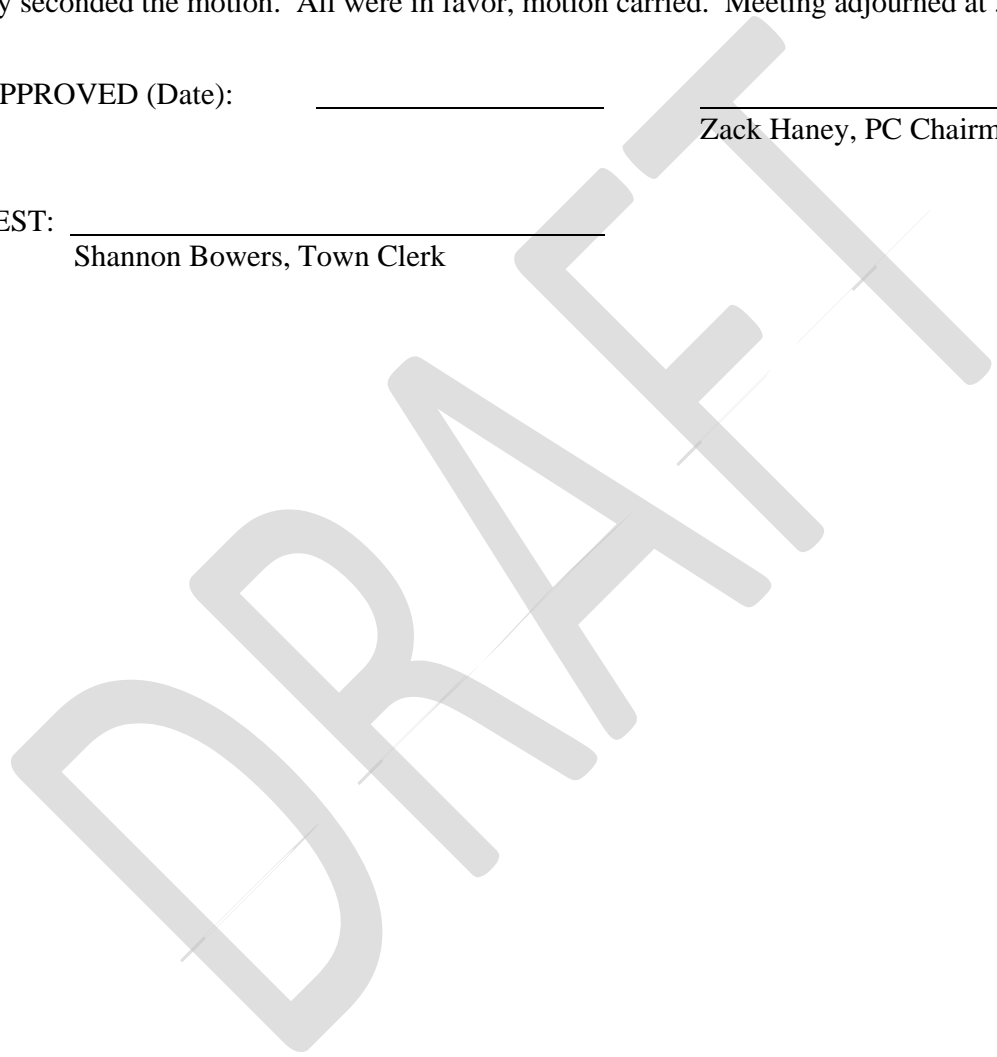 y seconded the motion.  All were in favor, motion carried.  Meeting adjourned at
PPROVED (Date):
Zack Haney, PC Chairm
EST:
Shannon Bowers, Town Clerk
DRAFT